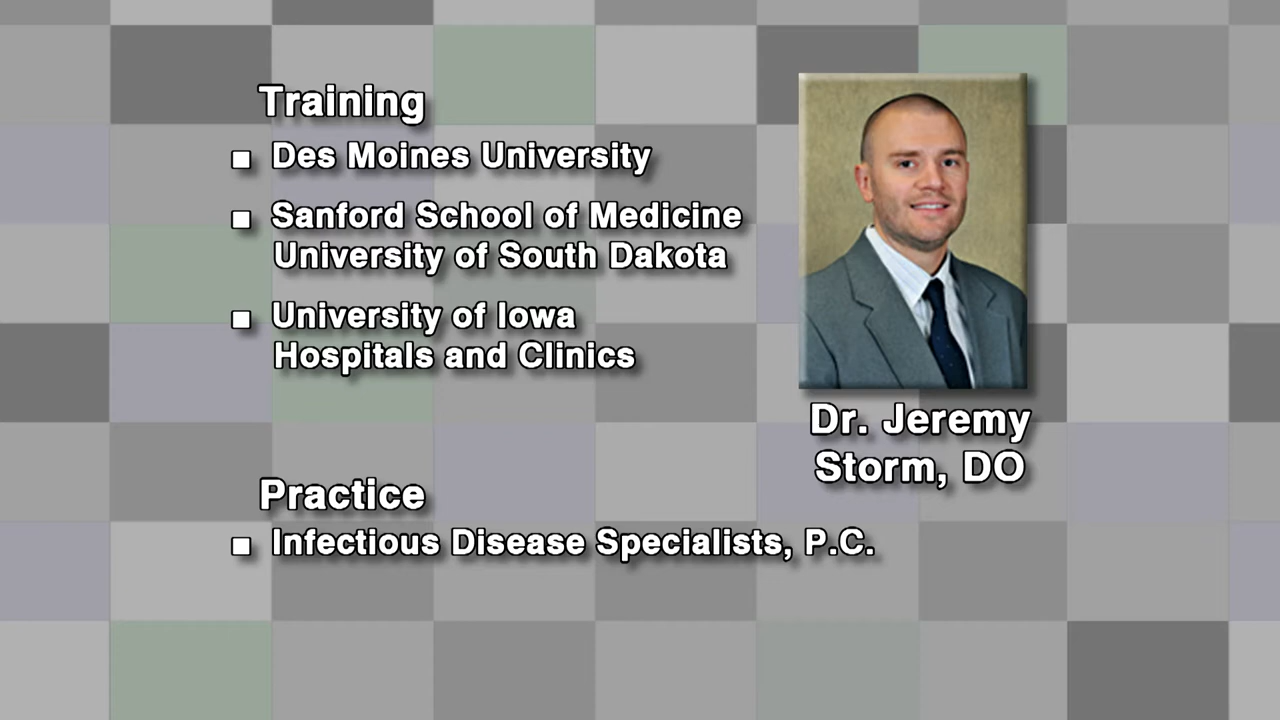 Training
Des Moines University
Sanford School of Medicine
University of South Dakota
University of Iowa
Hospitals and Clinics
Practice
Infectious Disease Specialists, P.C.
Dr. Jeremy
Storm, DO